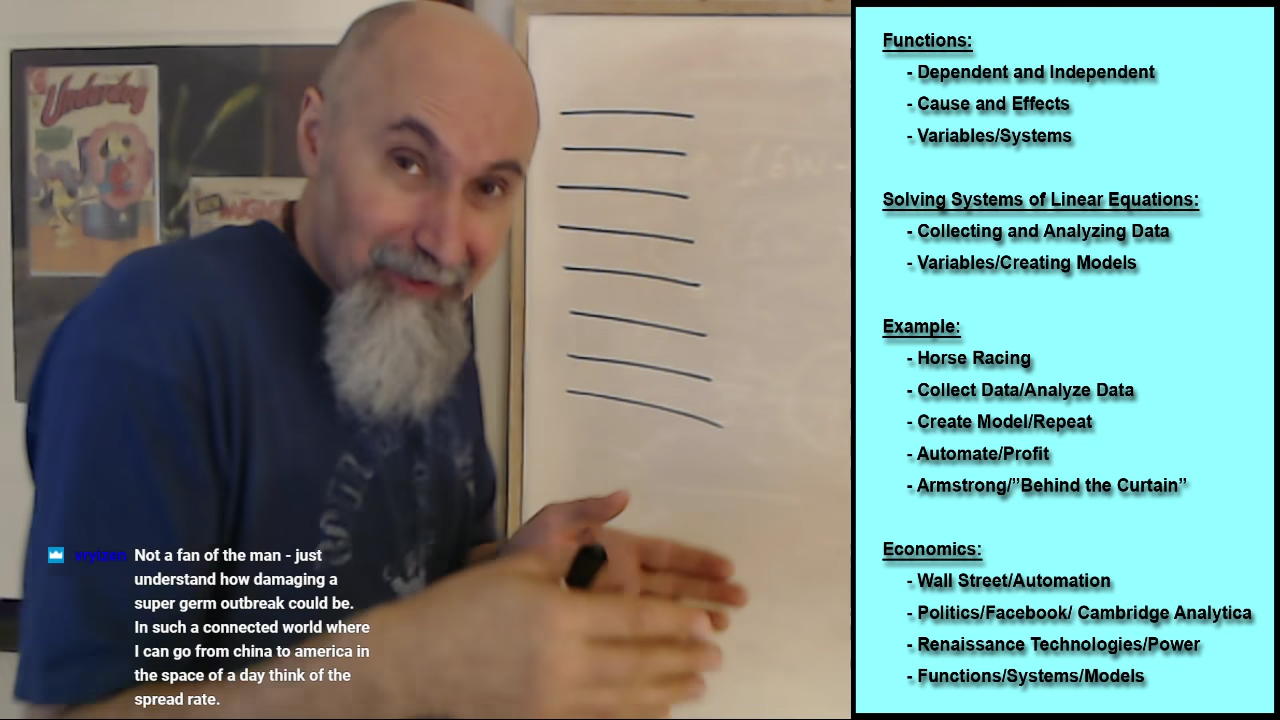 Underdog
Functions:
- Dependent and Independent
- Cause and Effects
- Variables/Systems
Solving Systems of Linear Equations:
- Collecting and Analyzing Data
- Variables/Creating Models
Example:
- Horse Racing
- Collect Data/Analyze Data
- Create Model/Repeat
- Automate/Profit
- Armstrong/”Behind the Curtain”
Economics:
- Wall Street/Automation
- Politics/Facebook/ Cambridge Analytica
- Renaissance Technologies/Power
- Functions/Systems/Models
Not a fan of the man - just
understand how damaging a
super germ outbreak could be.
In such a connected world where
I can go from china to america in
the space of a day think of the
spread rate.